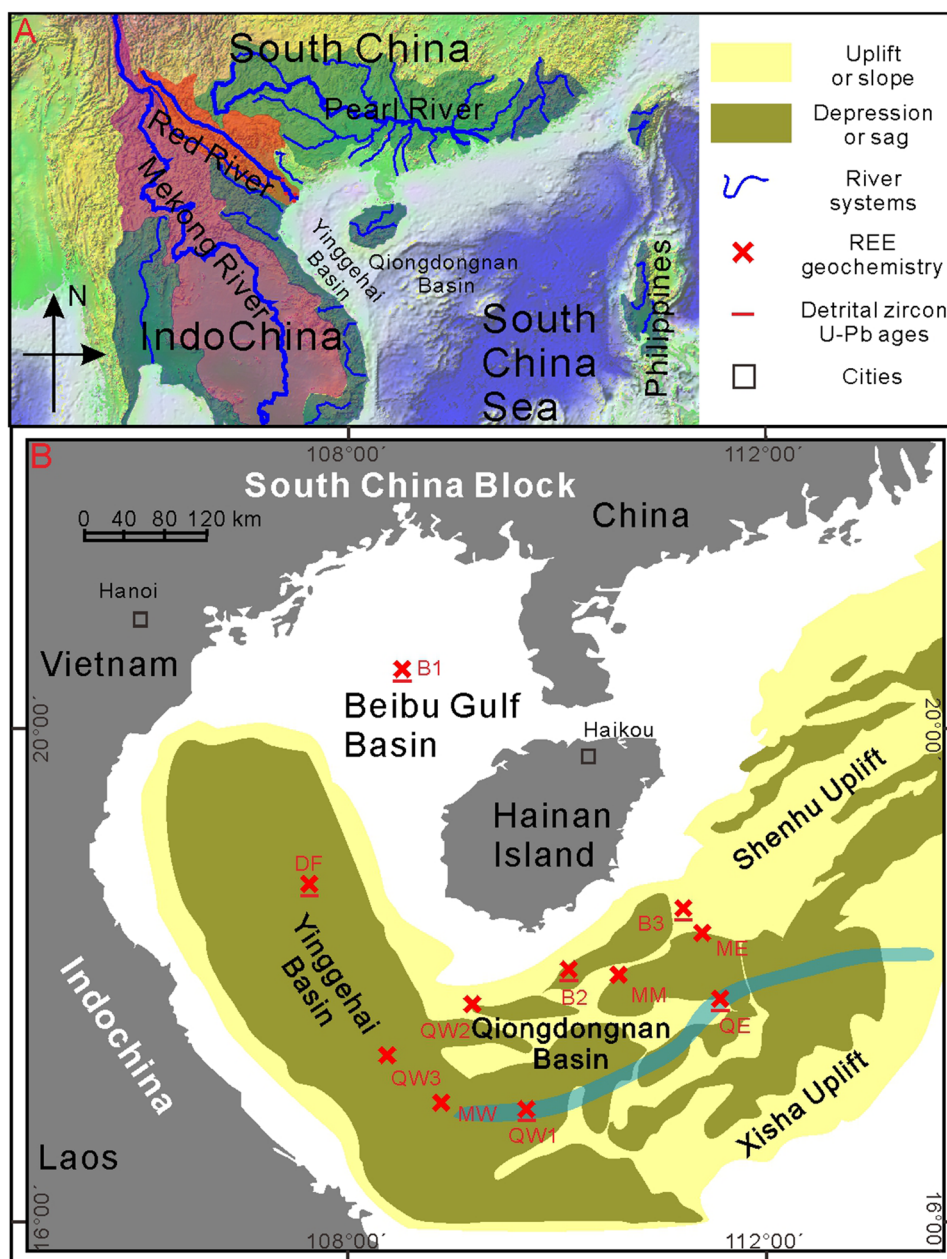 A
South China
Pearl River
Red River
Mekong River
Yinggehai
Basin
Qiongdongnan
Basin
N
IndoChina
South
China
Sea
Philippines
Uplift
or slope
Depression
or sag
River
systems
REE
geochemistry
Detrital zircon
U-Pb ages
Cities
B
108°00´
112°00´
South China Block
0 40 80 120 km
China
Hanoi
Vietnam
B1
Beibu Gulf
Basin
20°00´
20°00´
Haikou
Hainan
Island
Shenhu Uplift
DF
Yinggehai
Basin
B3
ME
B2
MM
QE
QW2
Qiongdongnan
Basin
QW3
MW
QW1
Indochina
Xisha Uplift
Laos
16°00´
16°00´
108°00´
112°00´